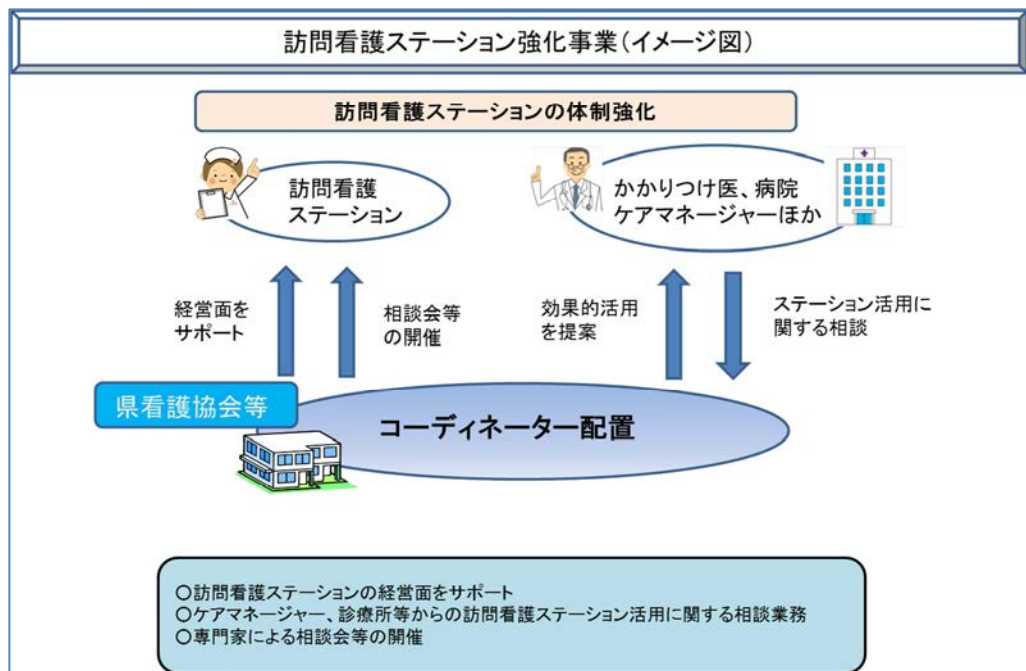 訪問看護ステーション強化事業（イメージ図）
訪問看護ステーションの体制強化
訪問看護
ステーション
かかりつけ医、病院
ケアマネージャーほか
経営面を
サポート
相談会等
の開催
効果的活用
を提案
ステーション活用に
関する相談
県看護協会等
コーディネーター配置
○訪問看護ステーションの経営面をサポート
○ケアマネージャー、診療所等からの訪問看護ステーション活用に関する相談業務
○専門家による相談会等の開催